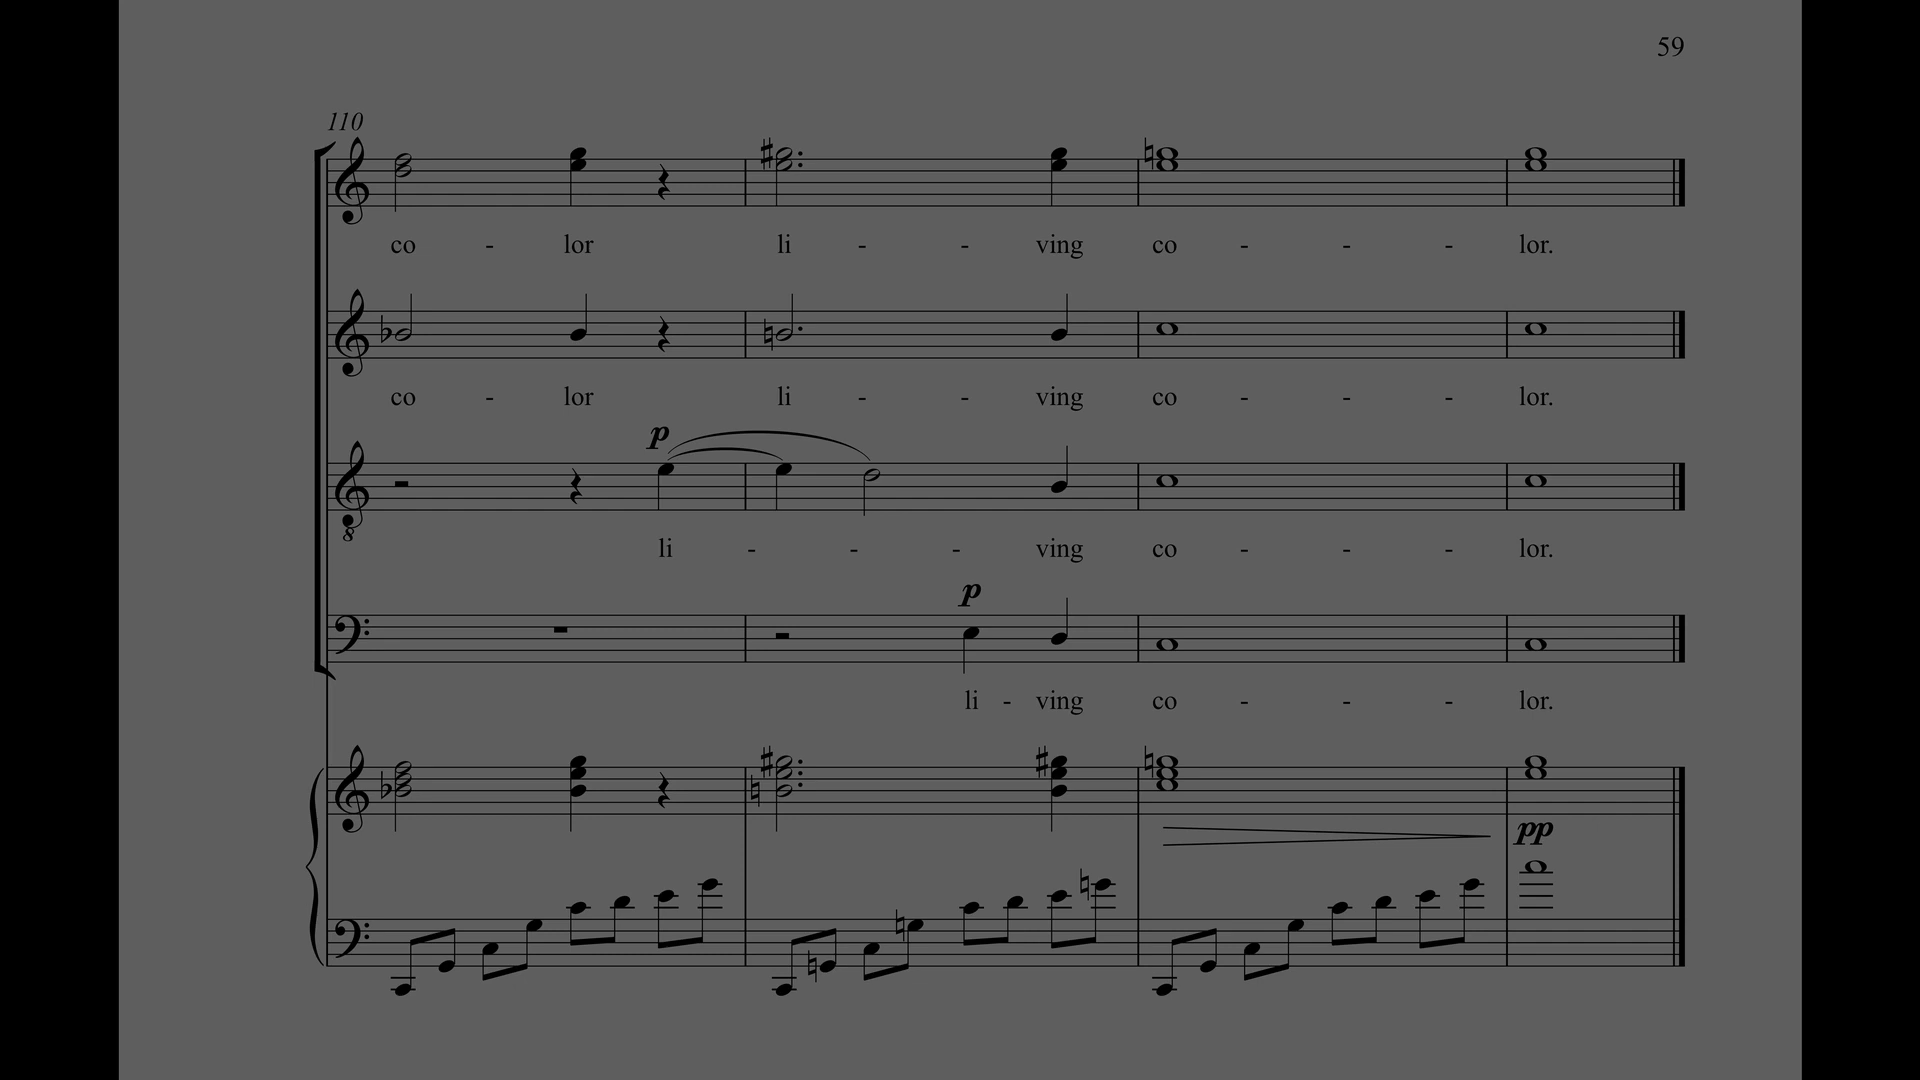 59
110
co - lor li - - ving co - - - lor.
co - lor li - - ving co - - - lor.
p
8
li - - - ving co - - - lor.
p
li - ving co - - - lor.
pp